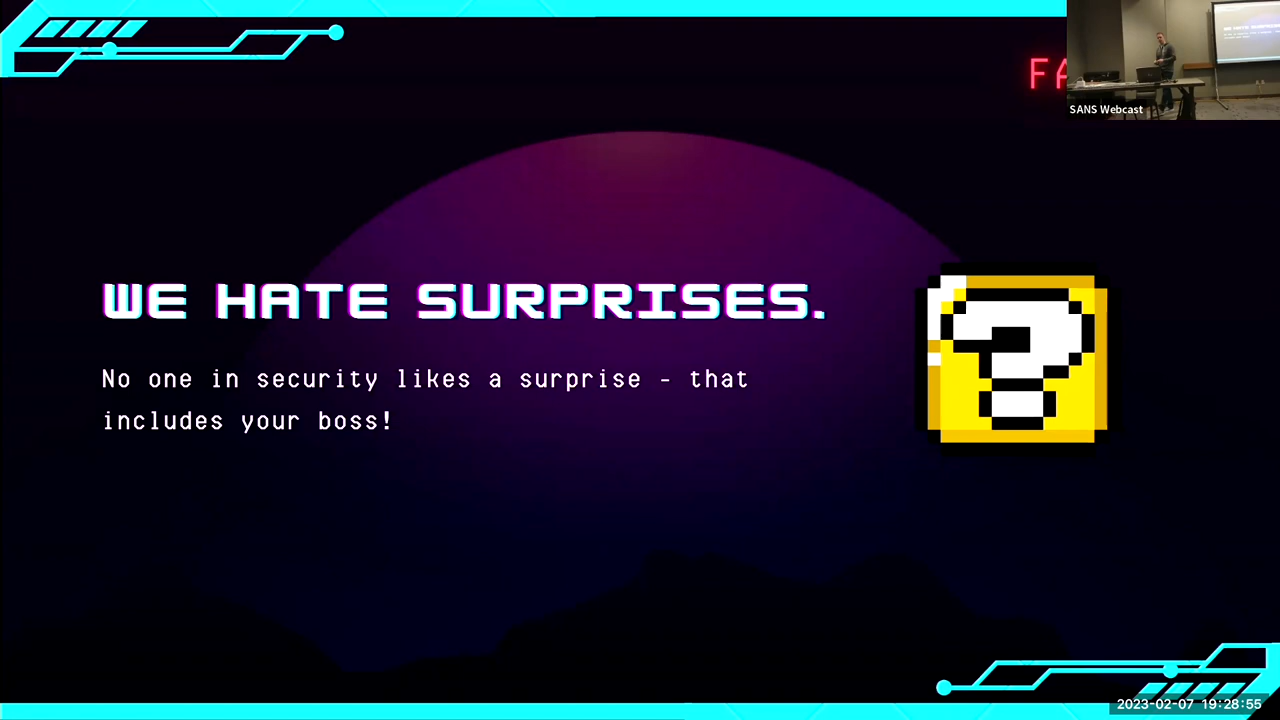 FA
SANS Webcast
WE HATE SURPRISES.
No one in security likes a surprise - that
includes your boss!
2023-02-07 19:28:55